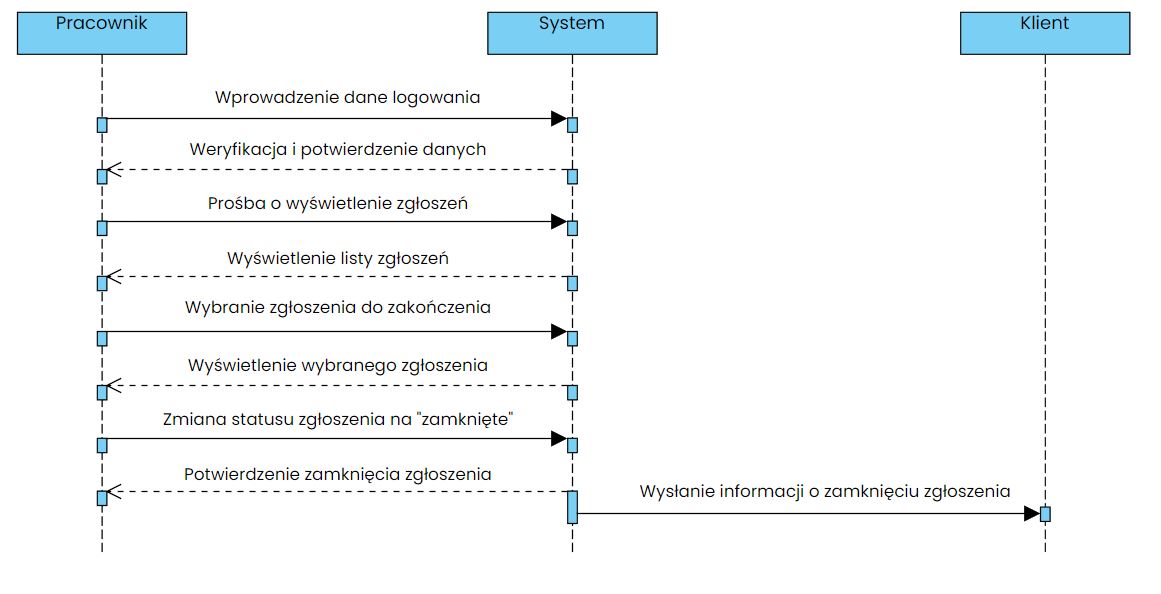 Pracownik
System
Klient
Wprowadzenie dane logowania
Weryfikacja i potwierdzenie danych
Prośba o wyświetlenie zgłoszeń
Wyświetlenie listy zgłoszeń
Wybranie zgłoszenia do zakończenia
Wyświetlenie wybranego zgłoszenia
Zmiana statusu zgłoszenia na "zamknięte"
Potwierdzenie zamknięcia zgłoszenia
Wysłanie informacji o zamknięciu zgłoszenia